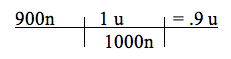 900n 1 u = .9 u
1000n